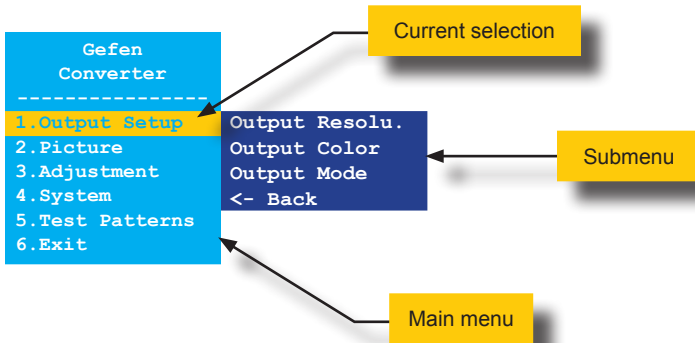 Current selection
Gefen
Converter
----------------
1.Output Setup
2.Picture
3.Adjustment
4.System
5.Test Patterns
6.Exit
Output Resolu.
Output Color
Output Mode
<- Back
Submenu
Main menu